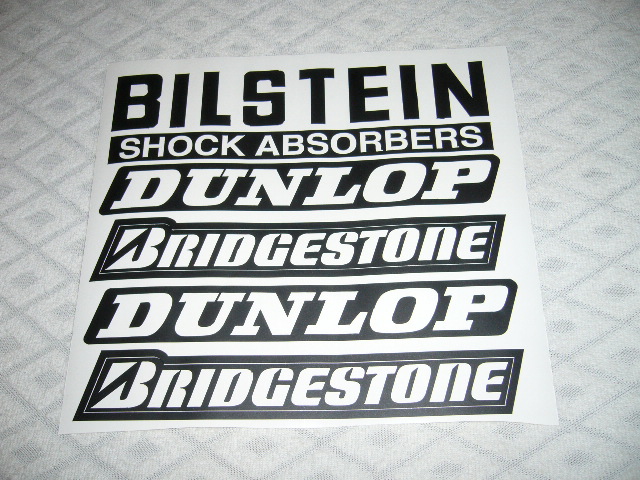 BILSTEIN
SHOCK ABSORBERS
DUNLOP
BRIDGESTONE
DUNLOP
BRIDGESTONE